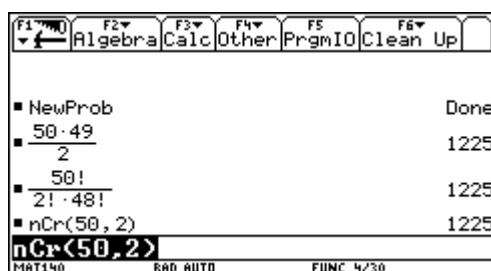 F1 F2 Algebra F3 Calc F4 Other F5 PrgmIO F6 Clean Up
▪ NewProb Done
▪ 50·49 / 2 1225
▪ 50! / 2!·48! 1225
▪ nCr(50, 2) 1225
nCr(50,2)
MAT140 RAD AUTO FUNC 4/30